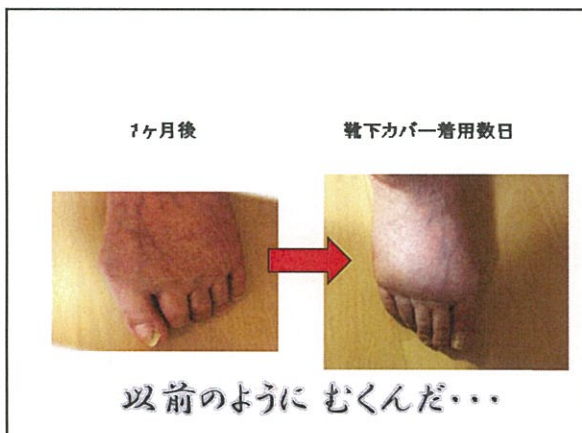 1ヶ月後
靴下カバー着用数日
以前のように むくんだ・・・